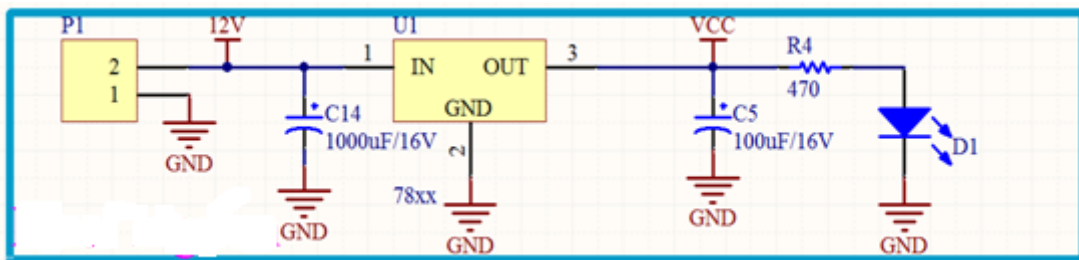 P1
12V
U1
VCC
R4
2
1
1
IN
OUT
3
470
GND
C14
1000uF/16V
C5
100uF/16V
D1
GND
2
78xx
GND
GND
GND
GND